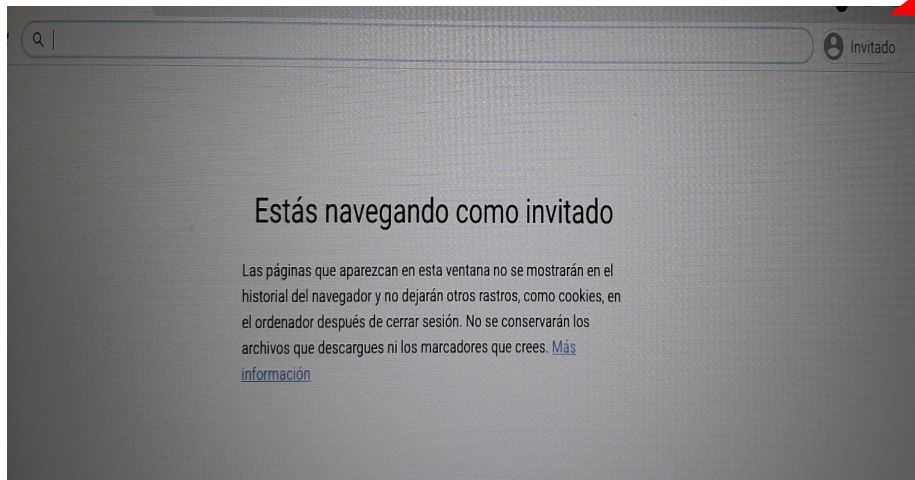 Invitado
Estás navegando como invitado
Las páginas que aparezcan en esta ventana no se mostrarán en el
historial del navegador y no dejarán otros rastros, como cookies, en
el ordenador después de cerrar sesión. No se conservarán los
archivos que descargues ni los marcadores que crees. Más
información